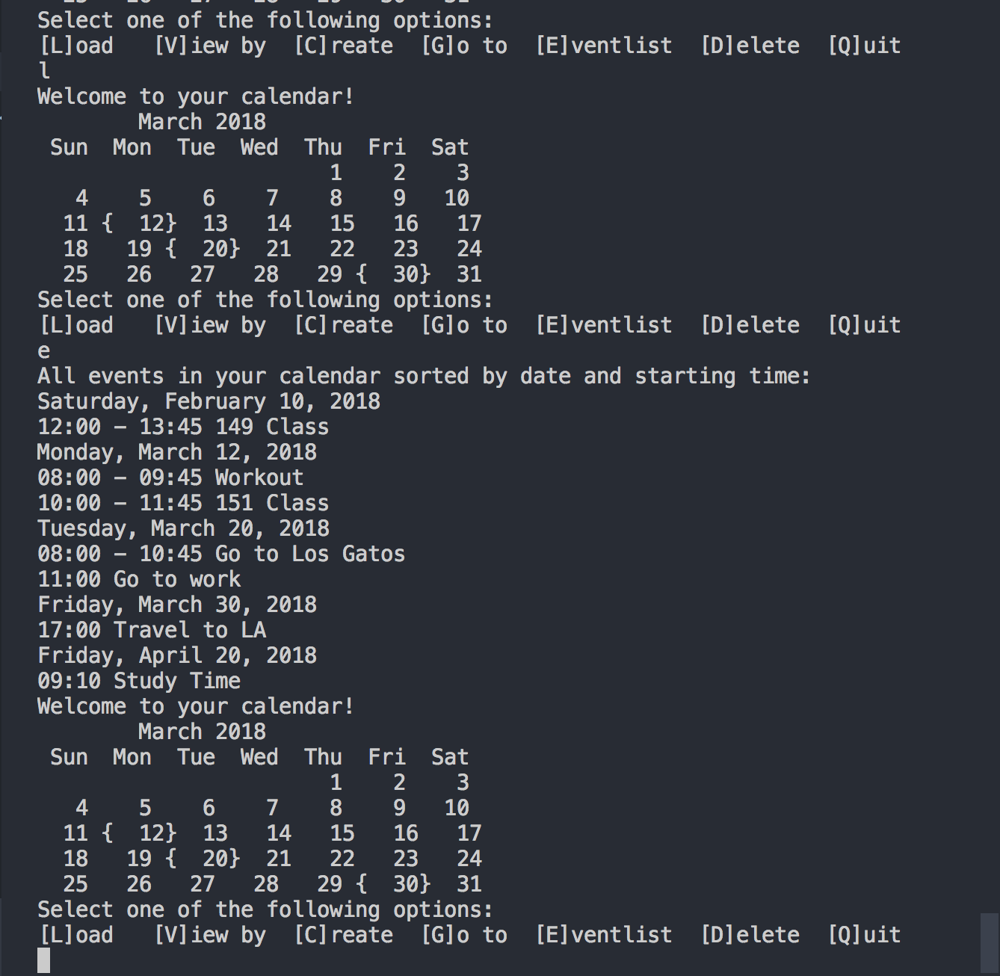 25 26 27 28 29 30 31
Select one of the following options:
[L]oad   [V]iew by  [C]reate  [G]o to  [E]ventlist  [D]elete  [Q]uit
l
Welcome to your calendar!
        March 2018
 Sun  Mon  Tue  Wed  Thu  Fri  Sat
                       1    2    3
   4    5    6    7    8    9   10
  11 {  12}  13   14   15   16   17
  18   19 {  20}  21   22   23   24
  25   26   27   28   29 {  30}  31
Select one of the following options:
[L]oad   [V]iew by  [C]reate  [G]o to  [E]ventlist  [D]elete  [Q]uit
e
All events in your calendar sorted by date and starting time:
Saturday, February 10, 2018
12:00 - 13:45 149 Class
Monday, March 12, 2018
08:00 - 09:45 Workout
10:00 - 11:45 151 Class
Tuesday, March 20, 2018
08:00 - 10:45 Go to Los Gatos
11:00 Go to work
Friday, March 30, 2018
17:00 Travel to LA
Friday, April 20, 2018
09:10 Study Time
Welcome to your calendar!
        March 2018
 Sun  Mon  Tue  Wed  Thu  Fri  Sat
                       1    2    3
   4    5    6    7    8    9   10
  11 {  12}  13   14   15   16   17
  18   19 {  20}  21   22   23   24
  25   26   27   28   29 {  30}  31
Select one of the following options:
[L]oad   [V]iew by  [C]reate  [G]o to  [E]ventlist  [D]elete  [Q]uit